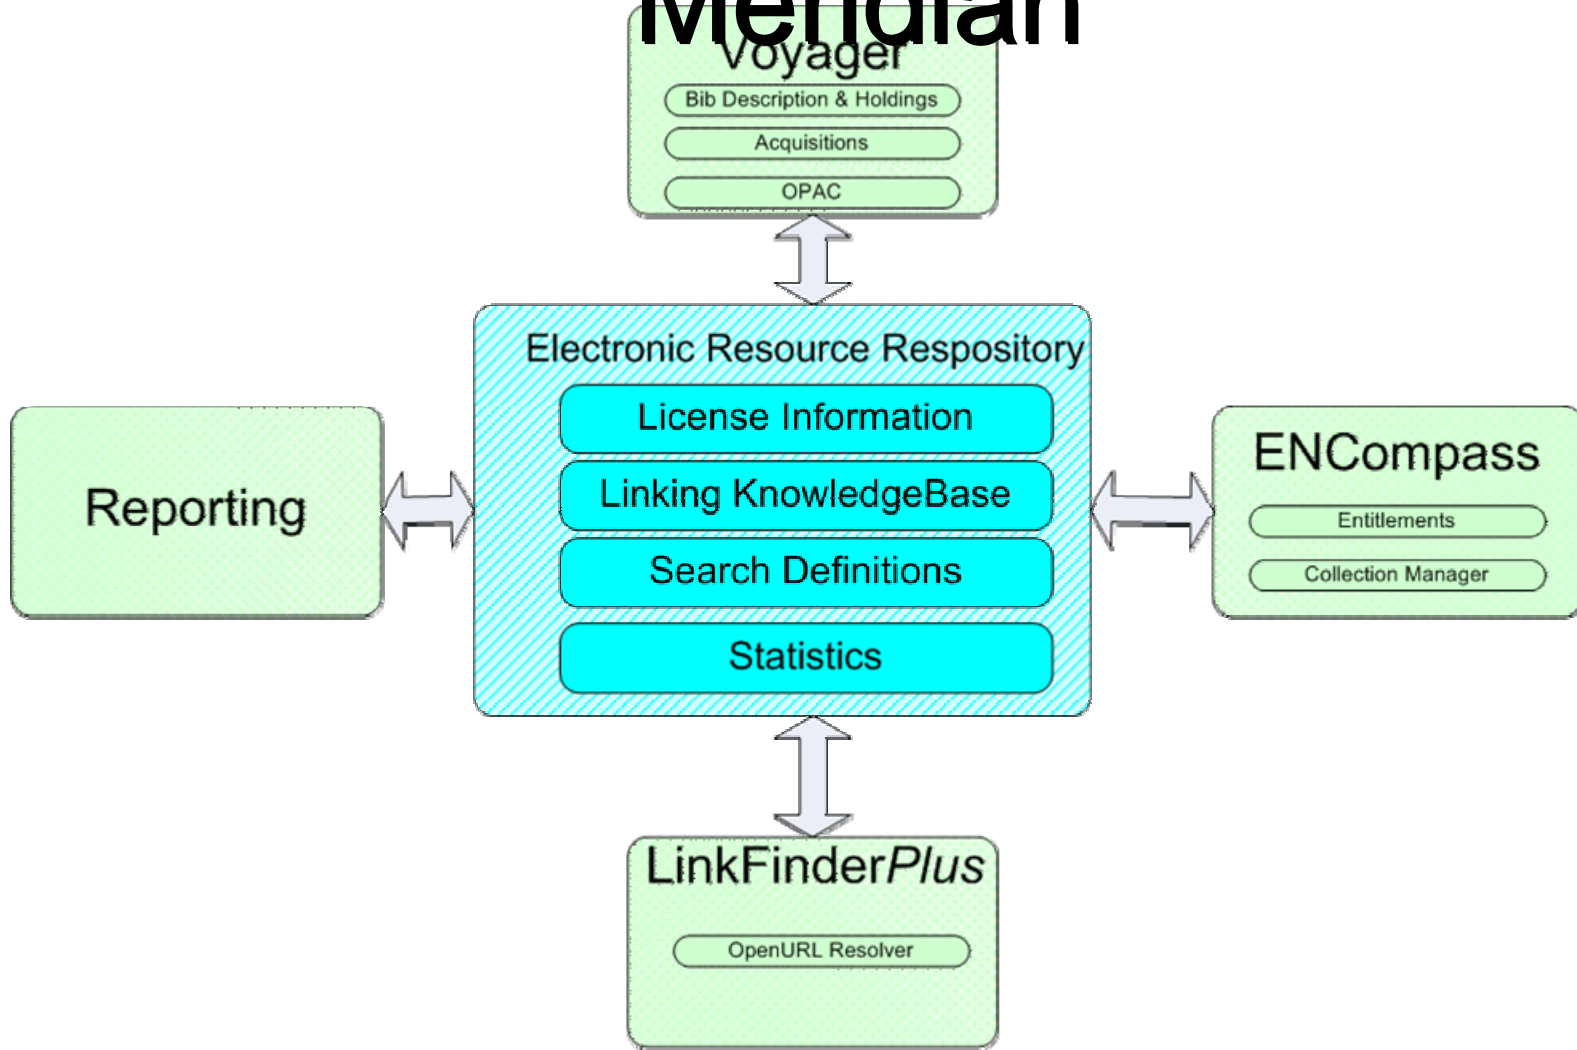 Meridian
Voyager
Bib Description & Holdings
Acquisitions
OPAC
Electronic Resource Respository
License Information
Linking KnowledgeBase
Search Definitions
Statistics
Reporting
ENCompass
Entitlements
Collection Manager
LinkFinderPlus
OpenURL Resolver